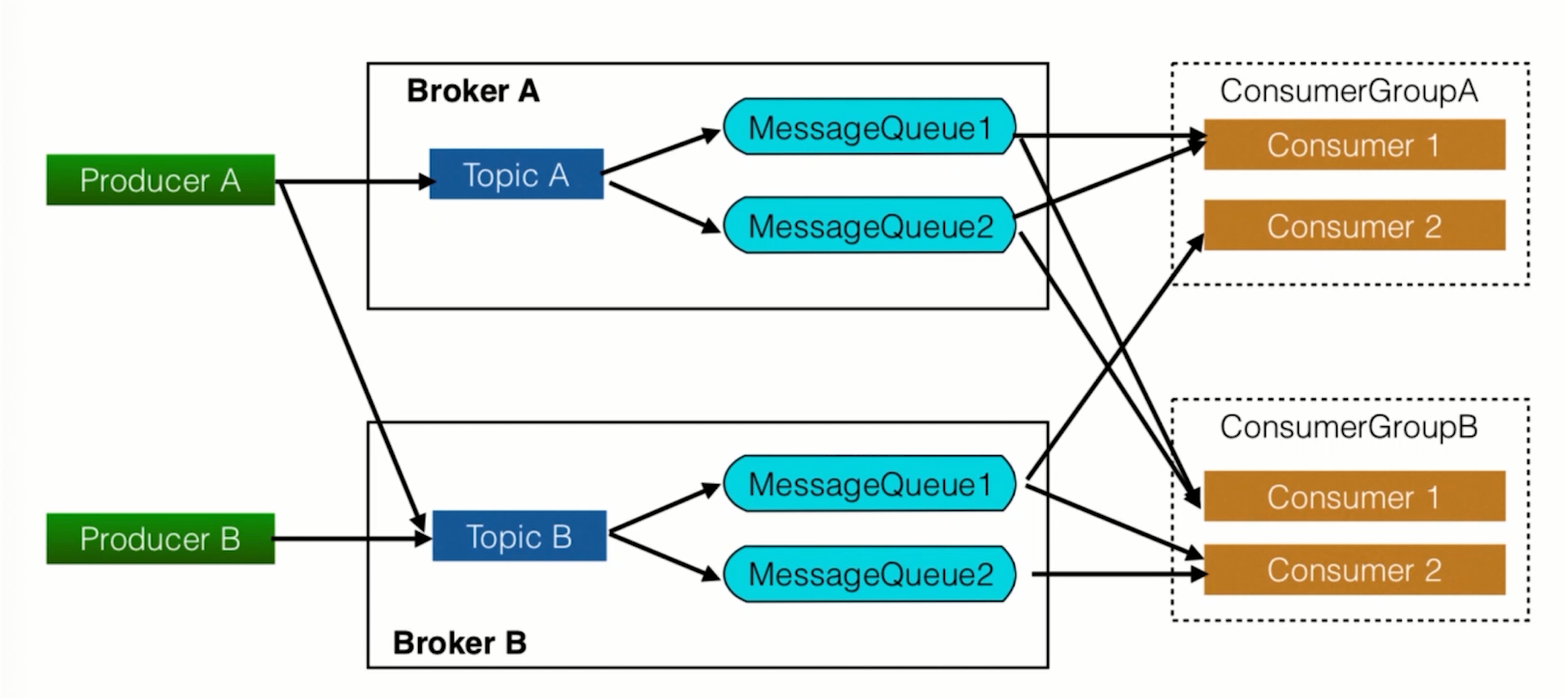 Broker A
ConsumerGroupA
MessageQueue1
Consumer 1
Producer A
Topic A
MessageQueue2
Consumer 2
ConsumerGroupB
MessageQueue1
Consumer 1
Producer B
Topic B
MessageQueue2
Consumer 2
Broker B